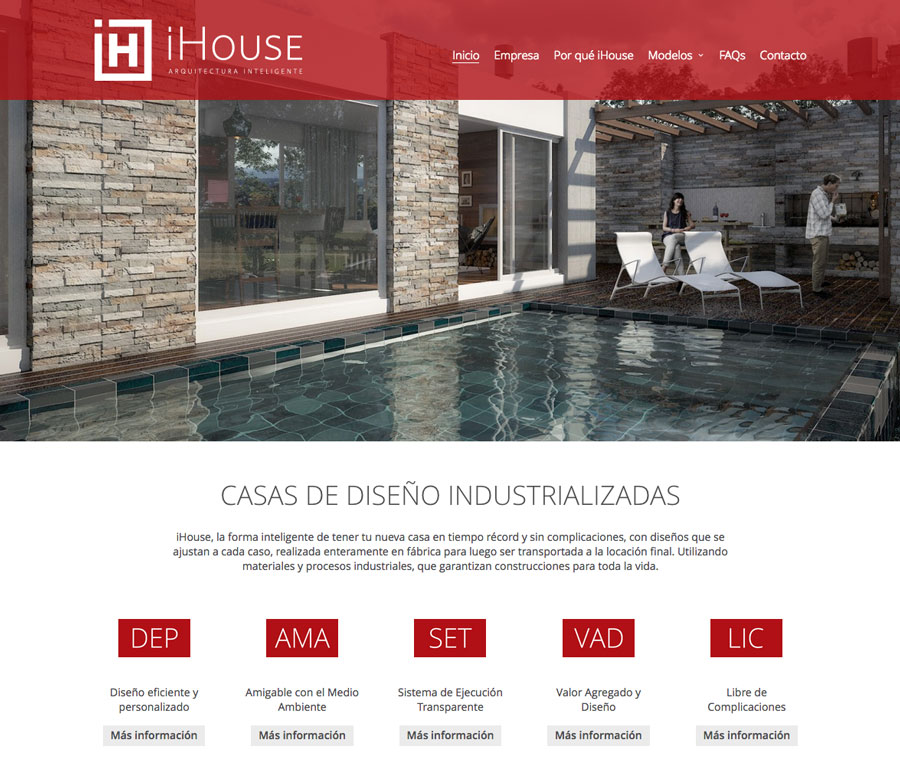 iH iHOUSE
ARQUITECTURA INTELIGENTE
Inicio Empresa Por qué iHouse Modelos FAQs Contacto
CASAS DE DISEÑO INDUSTRIALIZADAS
iHouse, la forma inteligente de tener tu nueva casa en tiempo récord y sin complicaciones, con diseños que se
ajustan a cada caso, realizada enteramente en fábrica para luego ser transportada a la locación final. Utilizando
materiales y procesos industriales, que garantizan construcciones para toda la vida.
DEP
Diseño eficiente y
personalizado
Más información
AMA
Amigable con el Medio
Ambiente
Más información
SET
Sistema de Ejecución
Transparente
Más información
VAD
Valor Agregado y
Diseño
Más información
LIC
Libre de
Complicaciones
Más información